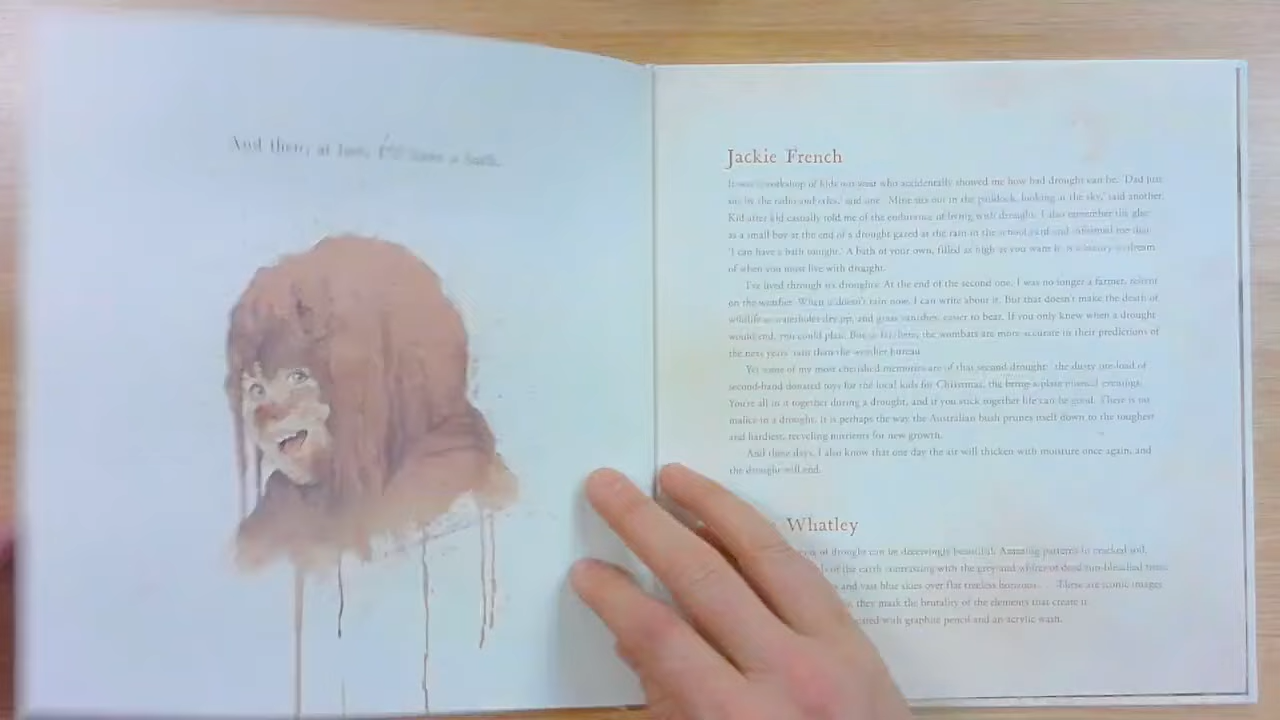 And then, at last, I'll have a bath.
Jackie French
It was a workshop of kids out west who accidentally showed me how bad drought can be. 'Dad just
sits by the radio and rocks,' said one. 'Mine sits out in the paddock, looking at the sky,' said another.
Kid after kid casually told me of the endurance of living with drought. I also remember the glee
as a small boy at the end of a drought gazed at the rain in the school yard and informed me that
'I can have a bath tonight.' A bath of your own, filled as high as you want it, is a luxury to dream
of when you must live with drought.
I've lived through six droughts. At the end of the second one, I was no longer a farmer, reliant
on the weather. When it doesn't rain now, I can write about it. But that doesn't make the death of
wildlife as waterholes dry up, and grass vanishes, easier to bear. If you only knew when a drought
would end, you could plan. But so far, here, the wombats are more accurate in their predictions of
the next years' rain than the weather bureau.
Yet some of my most cherished memories are of that second drought: the dusty ute-load of
second-hand donated toys for the local kids for Christmas, the bring-a-plate musical evenings.
You're all in it together during a drought, and if you stick together life can be good. There is no
malice in a drought. It is perhaps the way the Australian bush prunes itself down to the toughest
and hardiest, recycling nutrients for new growth.
And these days, I also know that one day the air will thicken with moisture once again, and
the drought will end.
Whatley
of drought can be deceivingly beautiful. Amazing patterns in cracked soil,
of the earth contrasting with the grey and whites of dead sun-bleached trees
and vast blue skies over flat treeless horizons . . . These are iconic images
they mask the brutality of the elements that create it.
with graphite pencil and an acrylic wash.